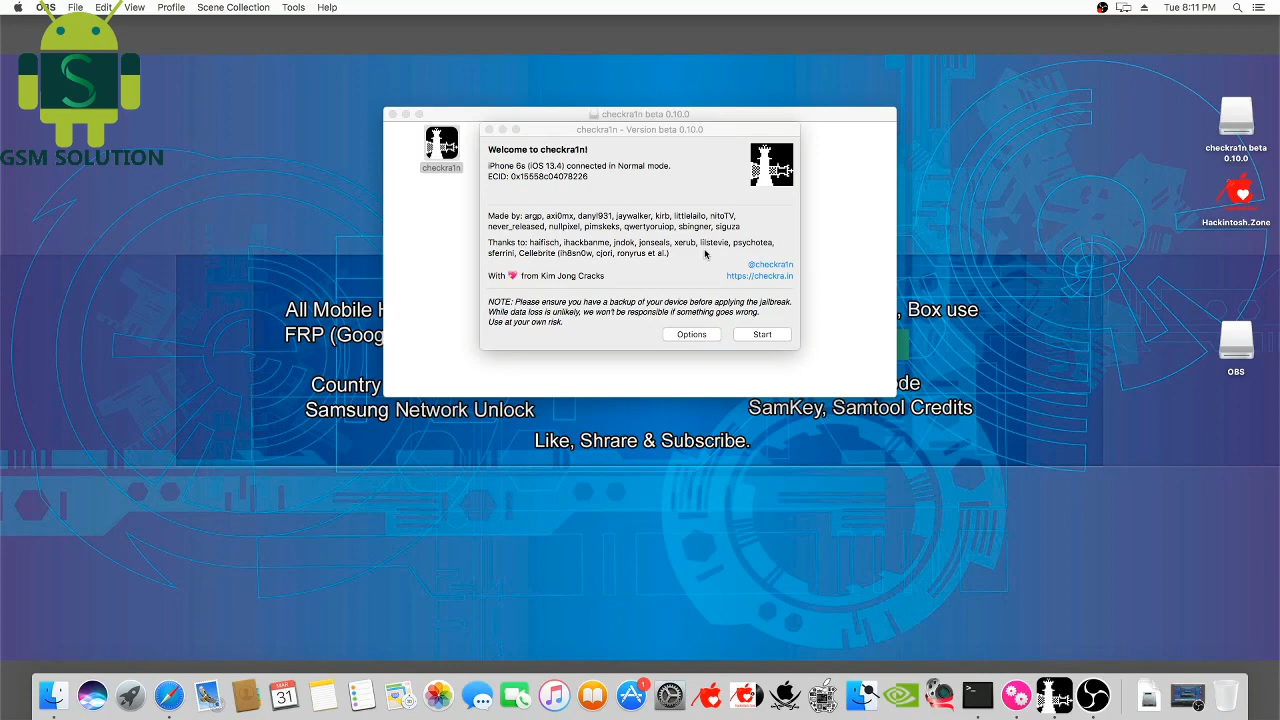 OBS File Edit View Profile Scene Collection Tools Help Tue 8:11 PM
S
GSM SOLUTION
checkra1n beta 0.10.0
checkra1n
checkra1n - Version beta 0.10.0
Welcome to checkra1n!
iPhone 6s (iOS 13.4) connected in Normal mode.
ECID: 0x15558c04078226
Made by: argp, axi0mx, danyl931, jaywalker, kirb, littlelailo, nitoTV,
never_released, nullpixel, pimskeks, qwertyoruiop, sbingner, siguza
Thanks to: haifisch, ihackbanme, jndok, jonseals, xerub, lilstevie, psychotea,
sferrini, Cellebrite (ih8sn0w, cjori, ronyrus et al.)
@checkra1n
With 💖 from Kim Jong Cracks
https://checkra.in
NOTE: Please ensure you have a backup of your device before applying the jailbreak.
While data loss is unlikely, we won't be responsible if something goes wrong.
Use at your own risk.
Options Start
checkra1n beta
0.10.0
Hackintosh.Zone
OBS
All Mobile , Box use
FRP (Goog
Country ode
Samsung Network Unlock SamKey, Samtool Credits
Like, Shrare & Subscribe.
MAR
31
1